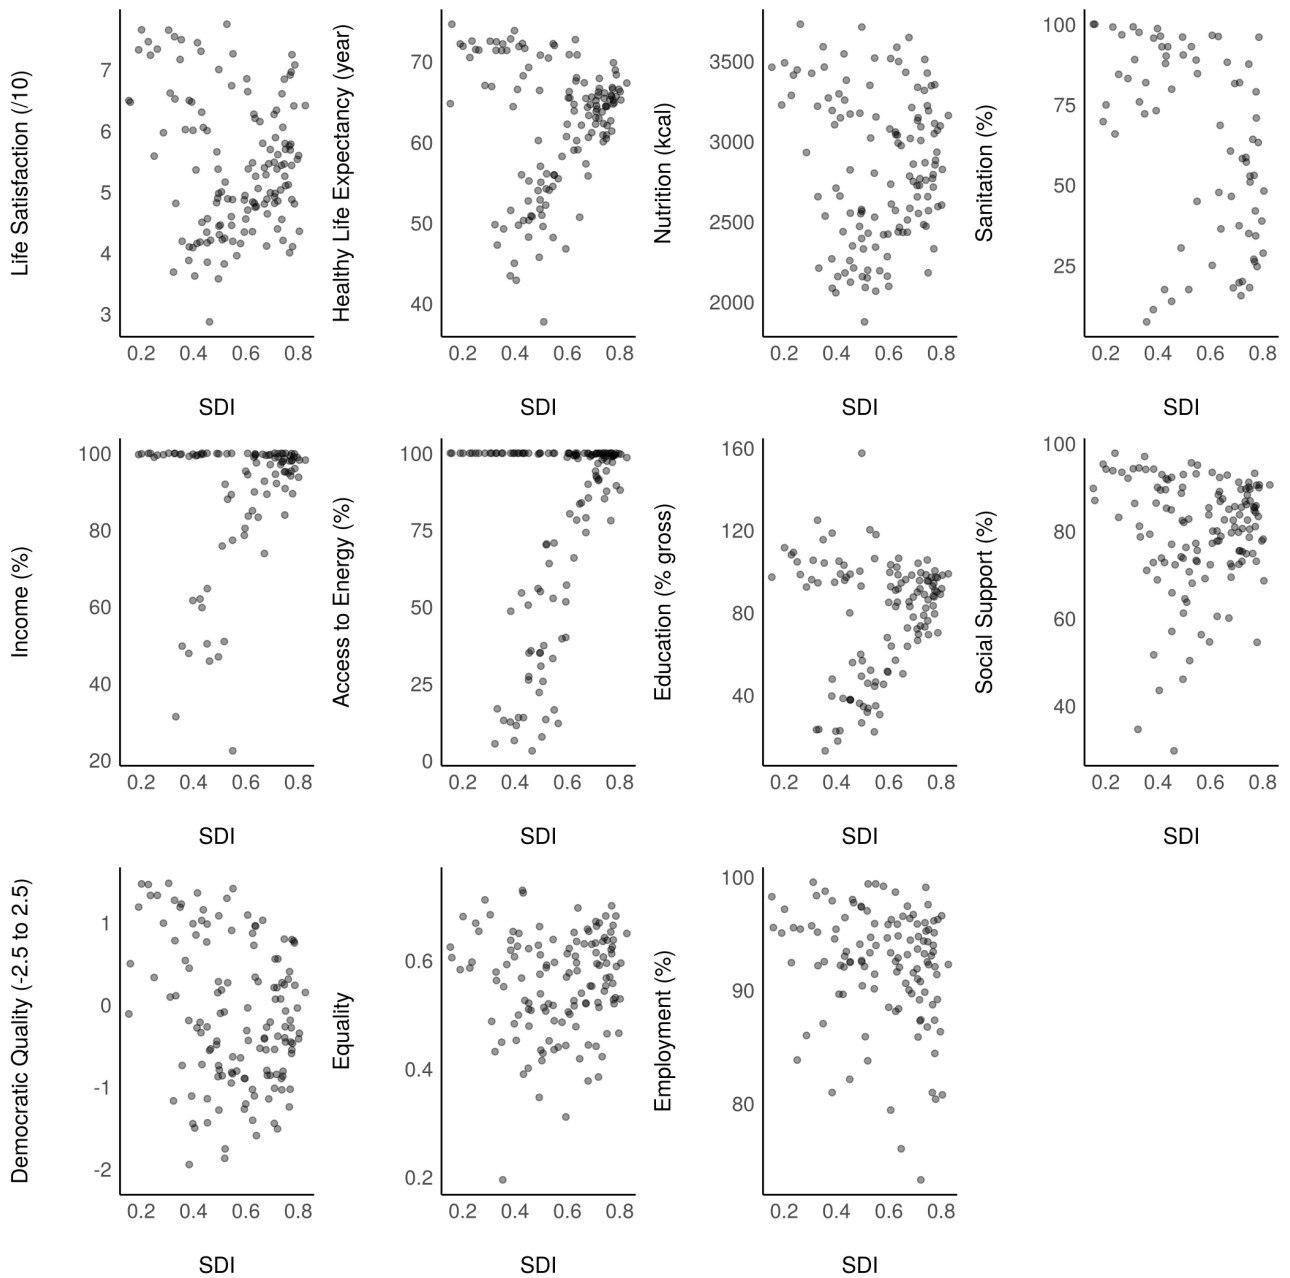 Life Satisfaction (/10)
7
6
5
4
3
0.2 0.4 0.6 0.8
SDI
Healthy Life Expectancy (year)
70
60
50
40
0.2 0.4 0.6 0.8
SDI
Nutrition (kcal)
3500
3000
2500
2000
0.2 0.4 0.6 0.8
SDI
Sanitation (%)
100
75
50
25
0.2 0.4 0.6 0.8
SDI
Income (%)
100
80
60
40
20
0.2 0.4 0.6 0.8
SDI
Access to Energy (%)
100
75
50
25
0
0.2 0.4 0.6 0.8
SDI
Education (% gross)
160
120
80
40
0.2 0.4 0.6 0.8
SDI
Social Support (%)
100
80
60
40
0.2 0.4 0.6 0.8
SDI
Democratic Quality (-2.5 to 2.5)
1
0
-1
-2
0.2 0.4 0.6 0.8
SDI
Equality
0.6
0.4
0.2
0.2 0.4 0.6 0.8
SDI
Employment (%)
100
90
80
0.2 0.4 0.6 0.8
SDI